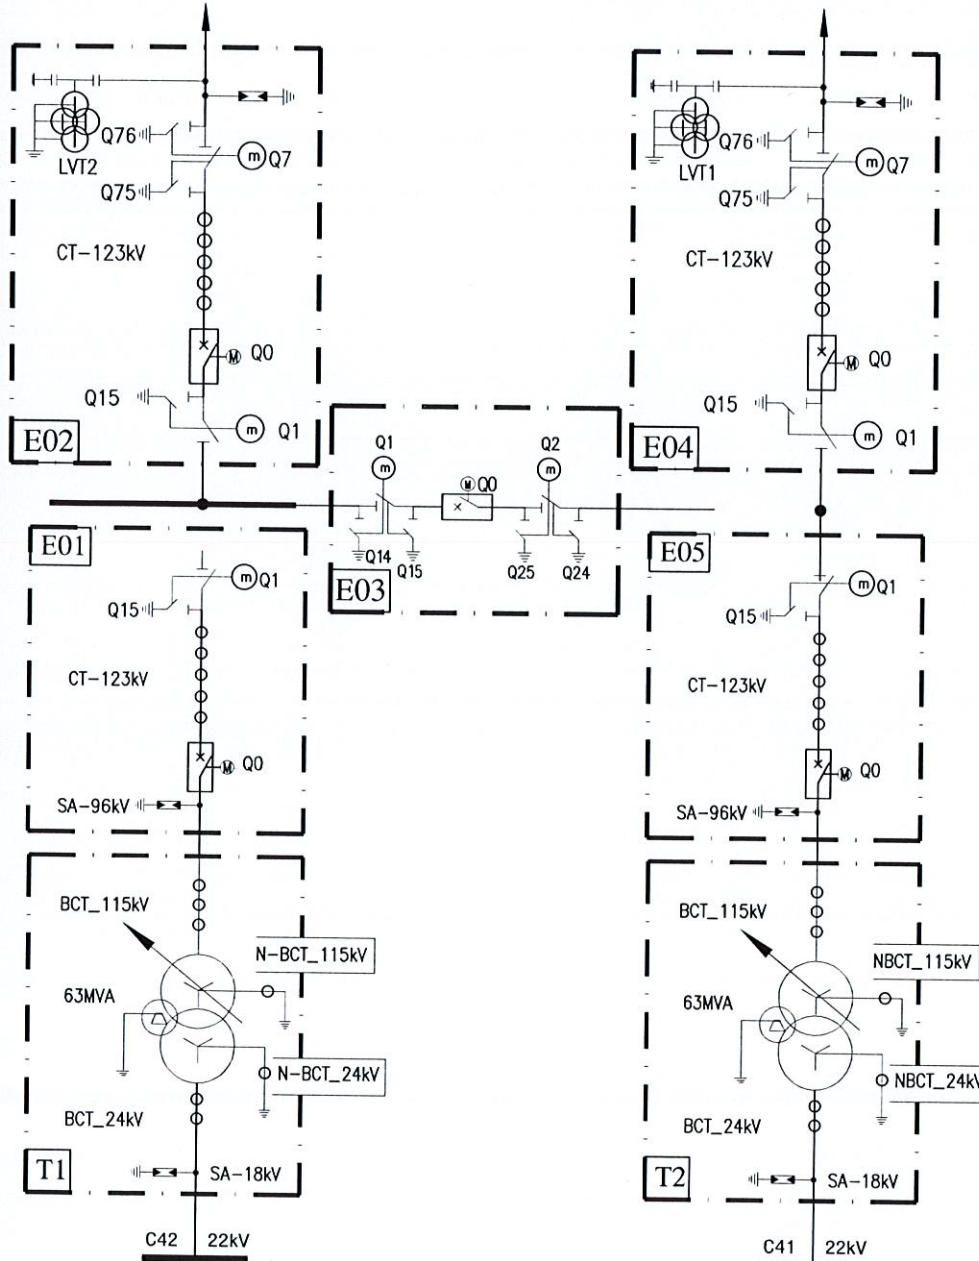 Q76
m Q7
LVT2
Q75
CT-123kV
M Q0
Q15
m Q1
E02
Q76
m Q7
LVT1
Q75
CT-123kV
M Q0
Q15
m Q1
E04
Q1
m
Q2
m
M Q0
Q14
Q15
Q25
Q24
E03
E01
m Q1
Q15
CT-123kV
M Q0
SA-96kV
E05
m Q1
Q15
CT-123kV
M Q0
SA-96kV
BCT_115kV
N-BCT_115kV
63MVA
N-BCT_24kV
BCT_24kV
T1
SA-18kV
C42 22kV
BCT_115kV
NBCT_115kV
63MVA
NBCT_24kV
BCT_24kV
T2
SA-18kV
C41 22kV